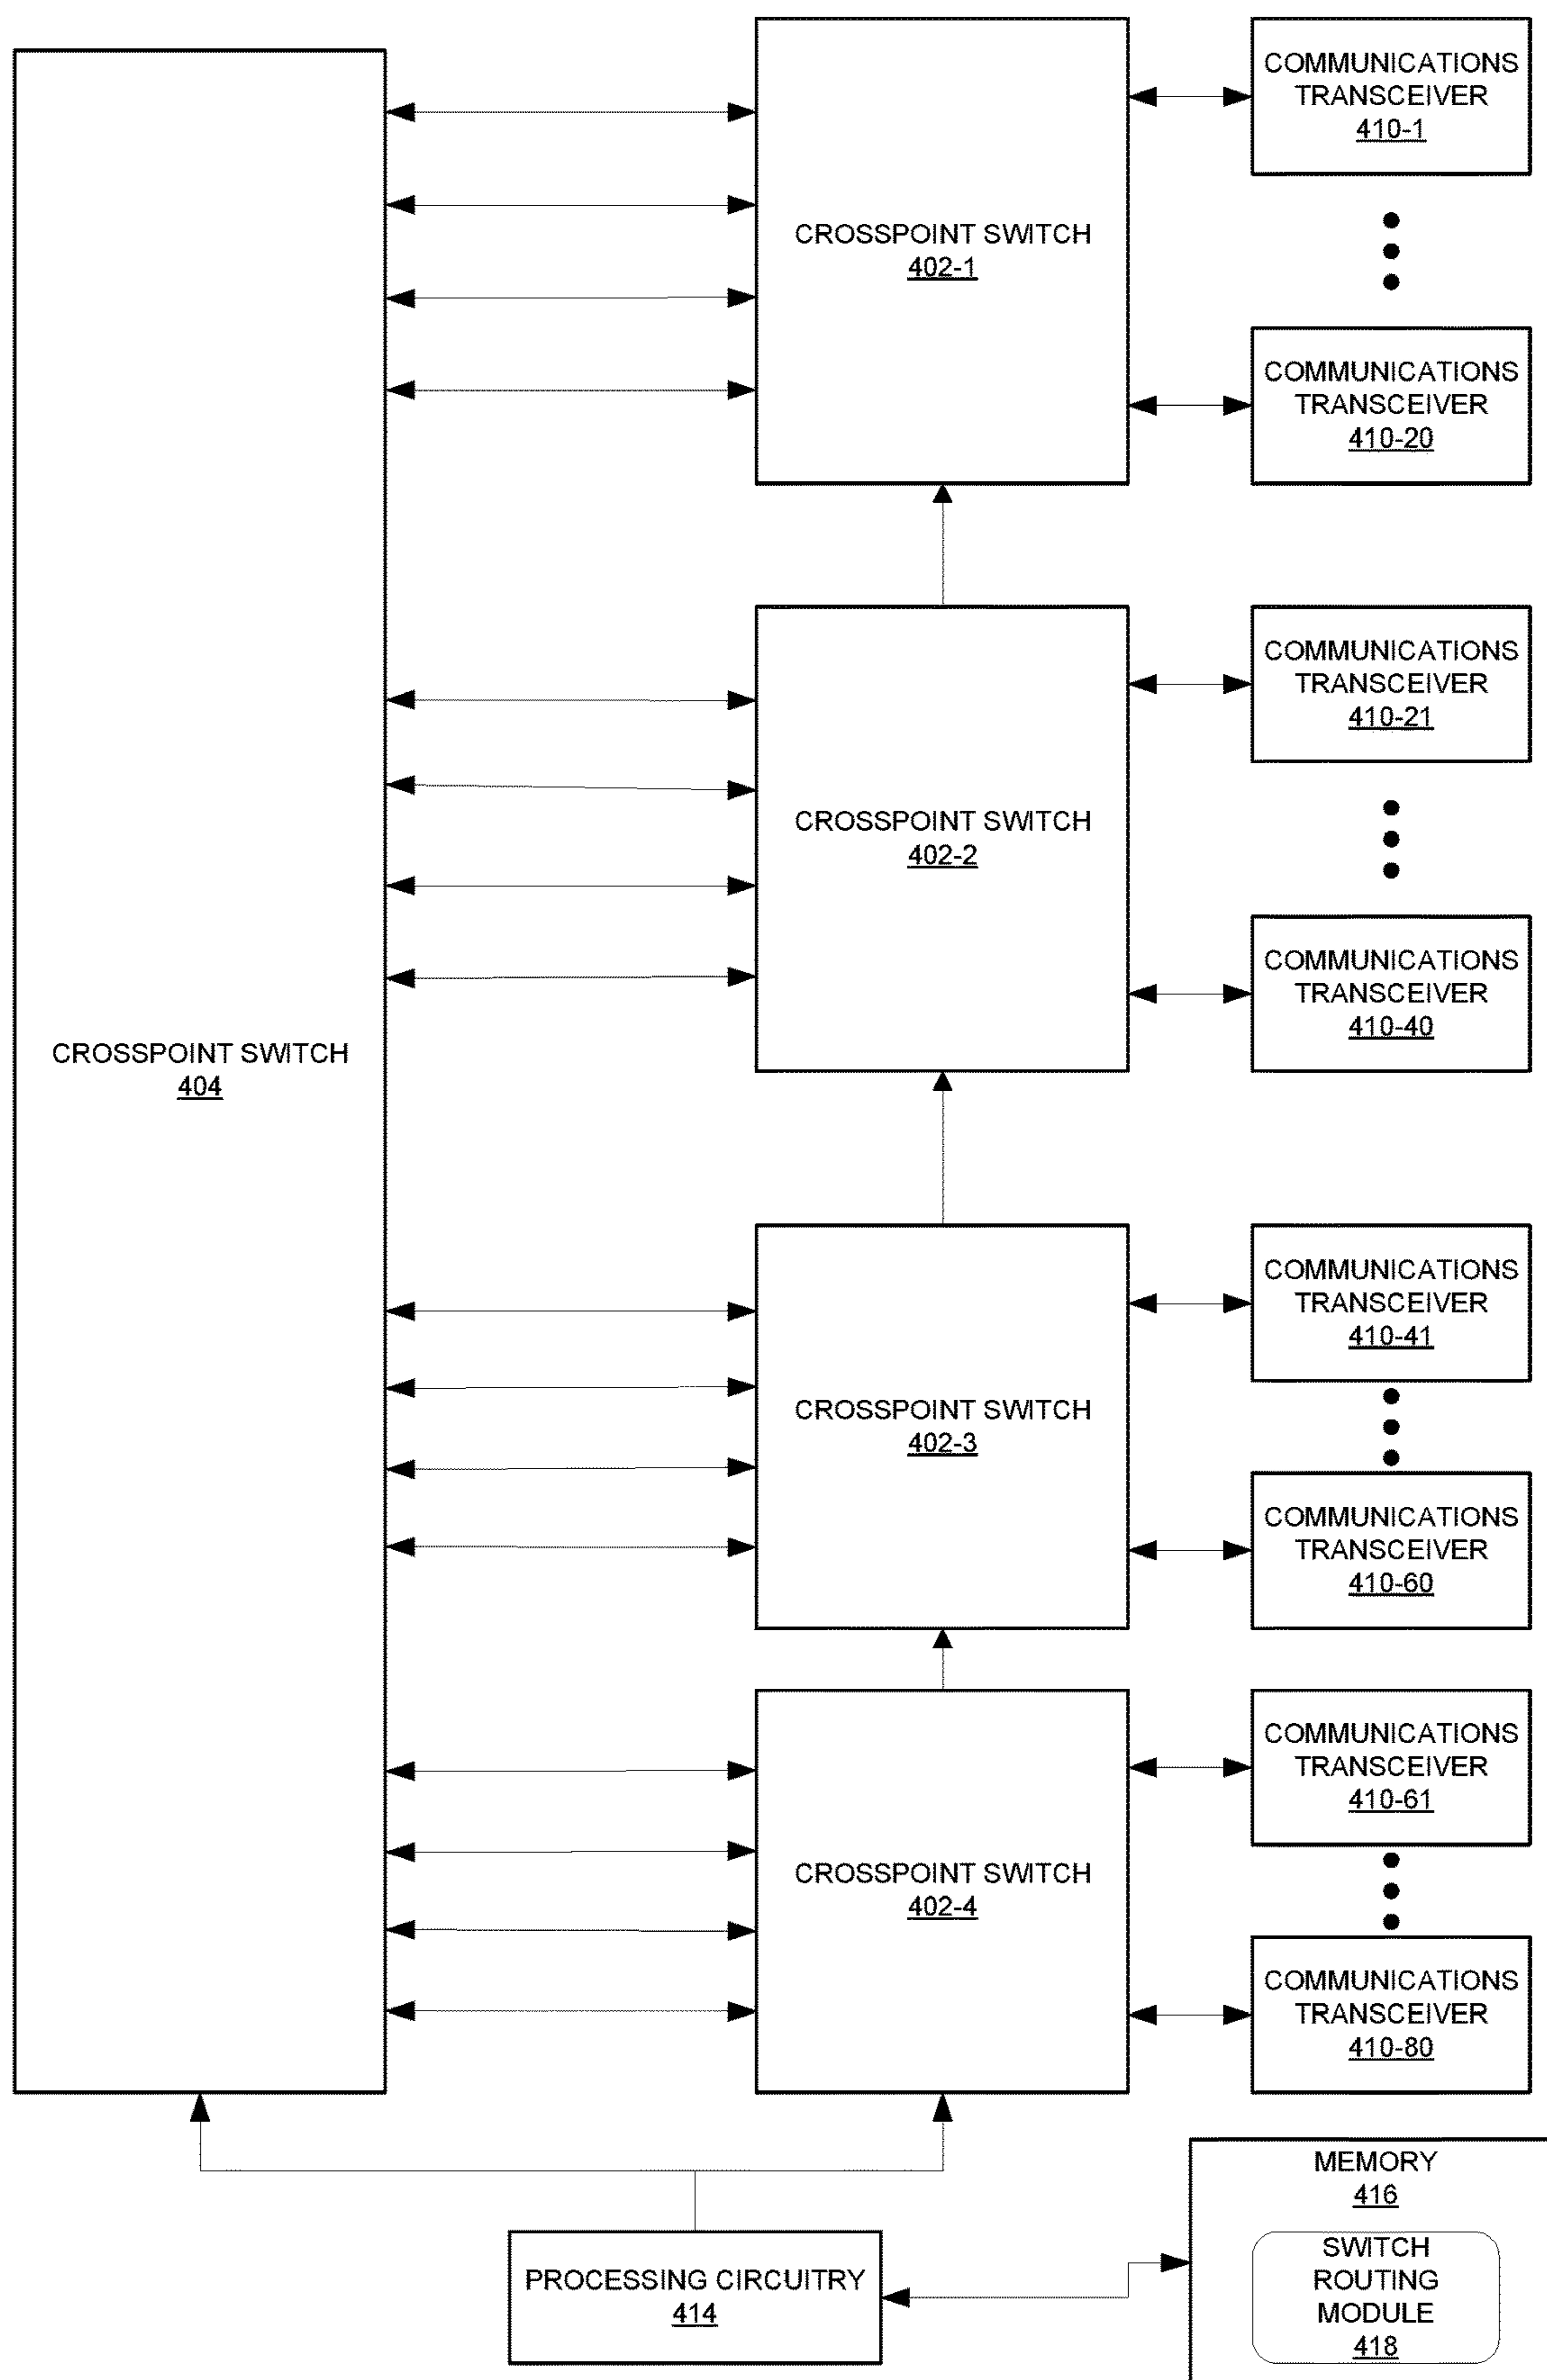 COMMUNICATIONS
TRANSCEIVER
410-1
CROSSPOINT SWITCH
402-1
COMMUNICATIONS
TRANSCEIVER
410-20
COMMUNICATIONS
TRANSCEIVER
410-21
CROSSPOINT SWITCH
402-2
COMMUNICATIONS
TRANSCEIVER
410-40
CROSSPOINT SWITCH
404
COMMUNICATIONS
TRANSCEIVER
410-41
CROSSPOINT SWITCH
402-3
COMMUNICATIONS
TRANSCEIVER
410-60
COMMUNICATIONS
TRANSCEIVER
410-61
CROSSPOINT SWITCH
402-4
COMMUNICATIONS
TRANSCEIVER
410-80
MEMORY
416
SWITCH
ROUTING
MODULE
418
PROCESSING CIRCUITRY
414